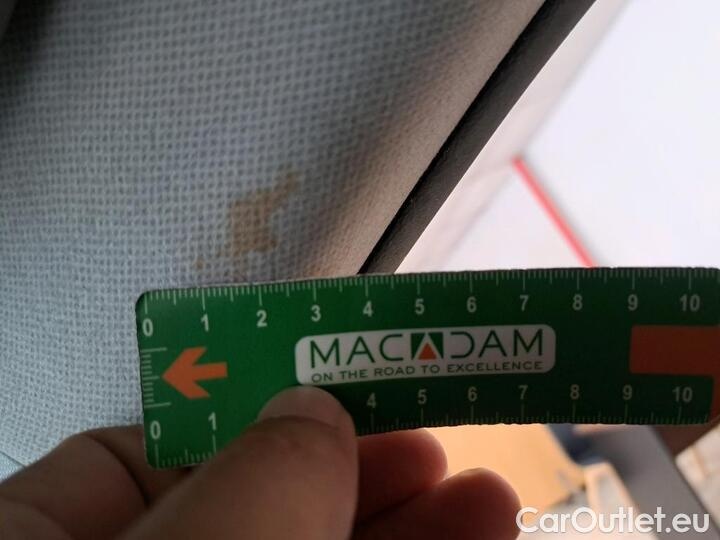 0 1 2 3 4 5 6 7 8 9 10
MACADAM
ON THE ROAD TO EXCELLENCE
0 1 4 5 6 7 8 9 10
CarOutlet.eu